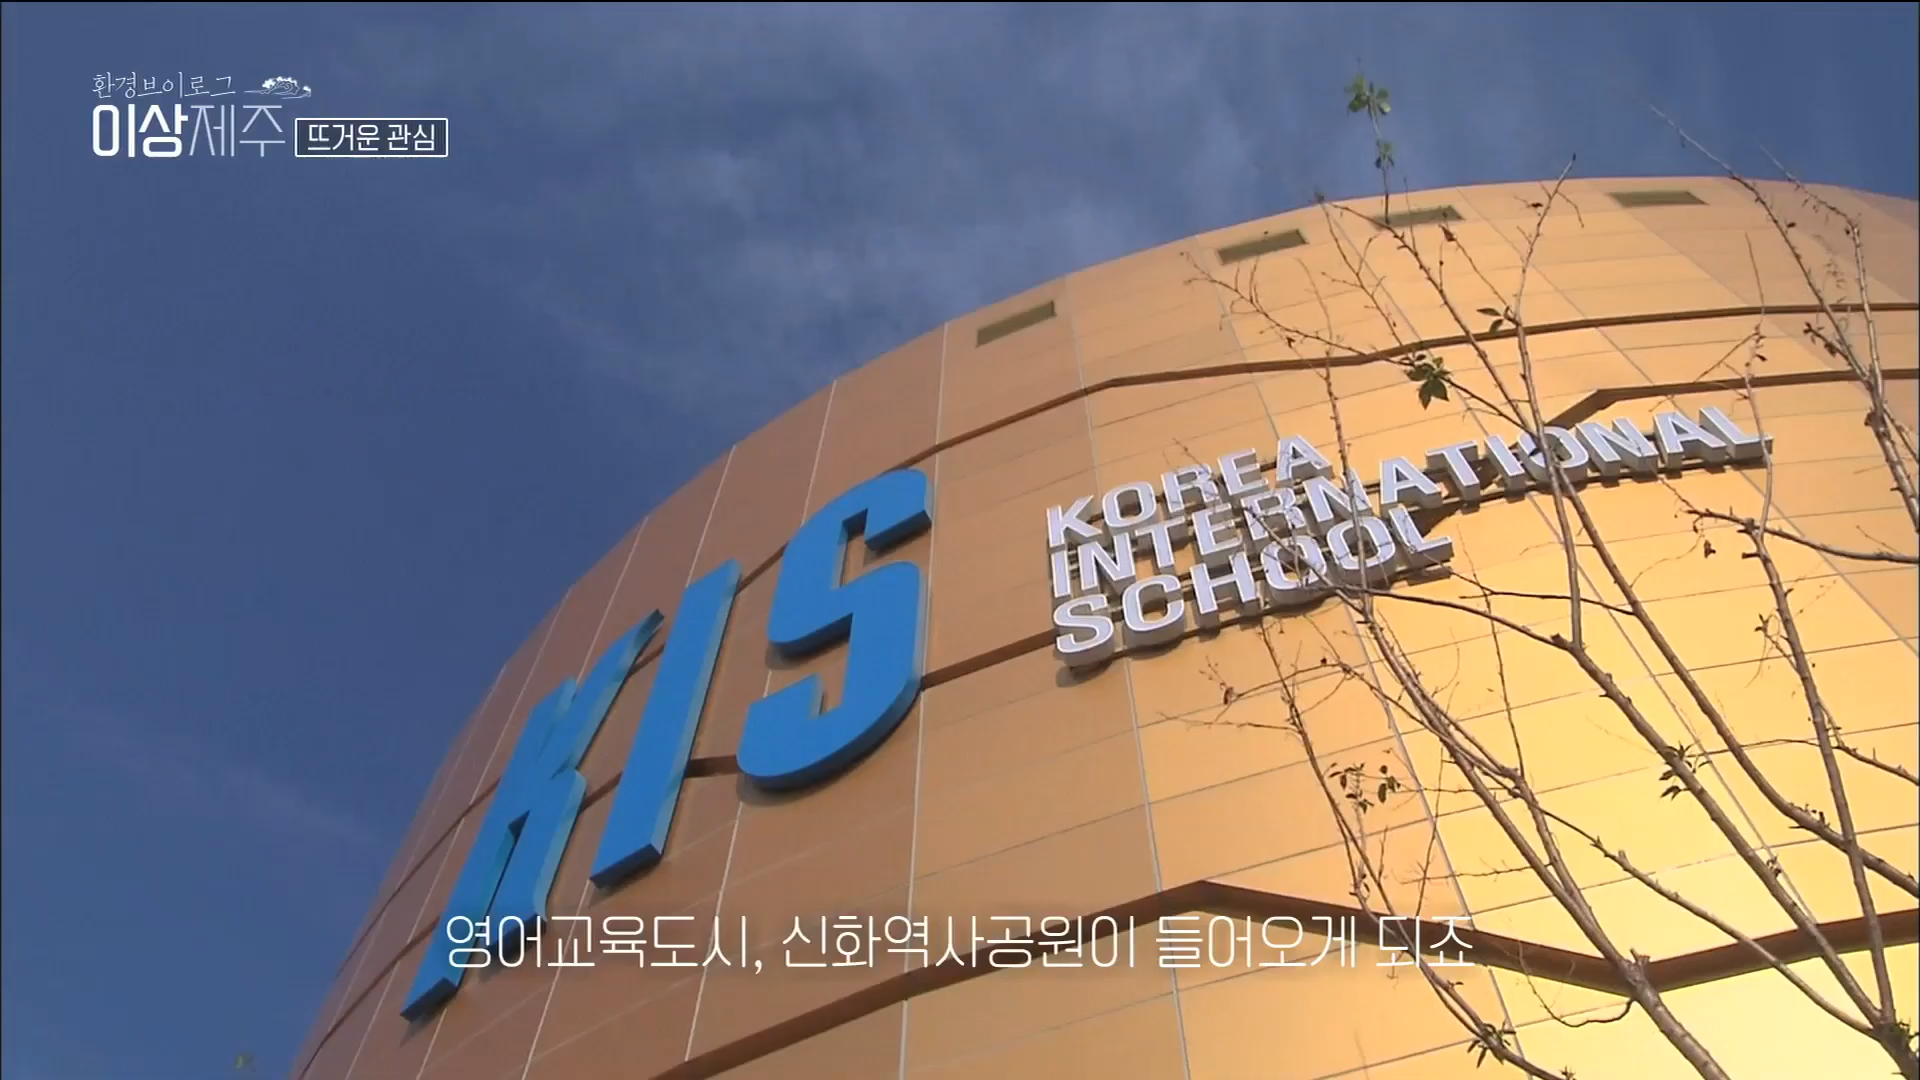 환경브이로그
이상제주 뜨거운 관심
KIS
KOREA
INTERNATIONAL
SCHOOL
영어교육도시, 신화역사공원이 들어오게 되죠